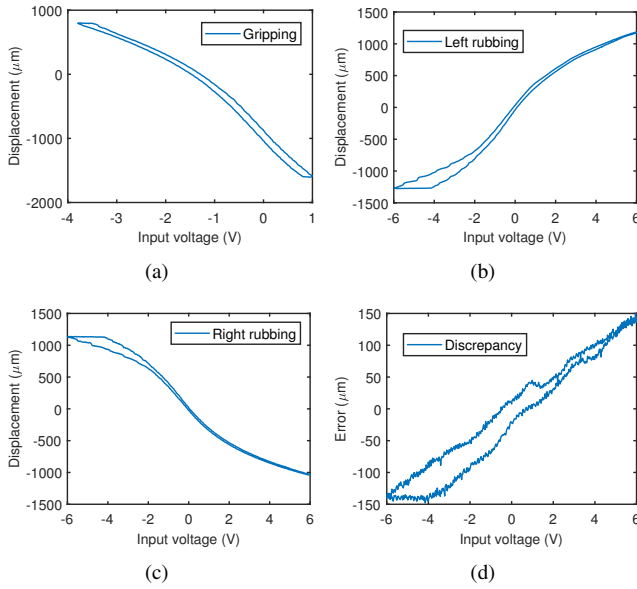 1000
0
-1000
-2000
Displacement (μm)
Gripping
-4 -3 -2 -1 0 1
Input voltage (V)
(a)
1500
1000
500
0
-500
-1000
-1500
Displacement (μm)
Left rubbing
-6 -4 -2 0 2 4 6
Input voltage (V)
(b)
1500
1000
500
0
-500
-1000
-1500
Displacement (μm)
Right rubbing
-6 -4 -2 0 2 4 6
Input voltage (V)
(c)
150
100
50
0
-50
-100
150
Error (μm)
Discrepancy
-6 -4 -2 0 2 4 6
Input voltage (V)
(d)